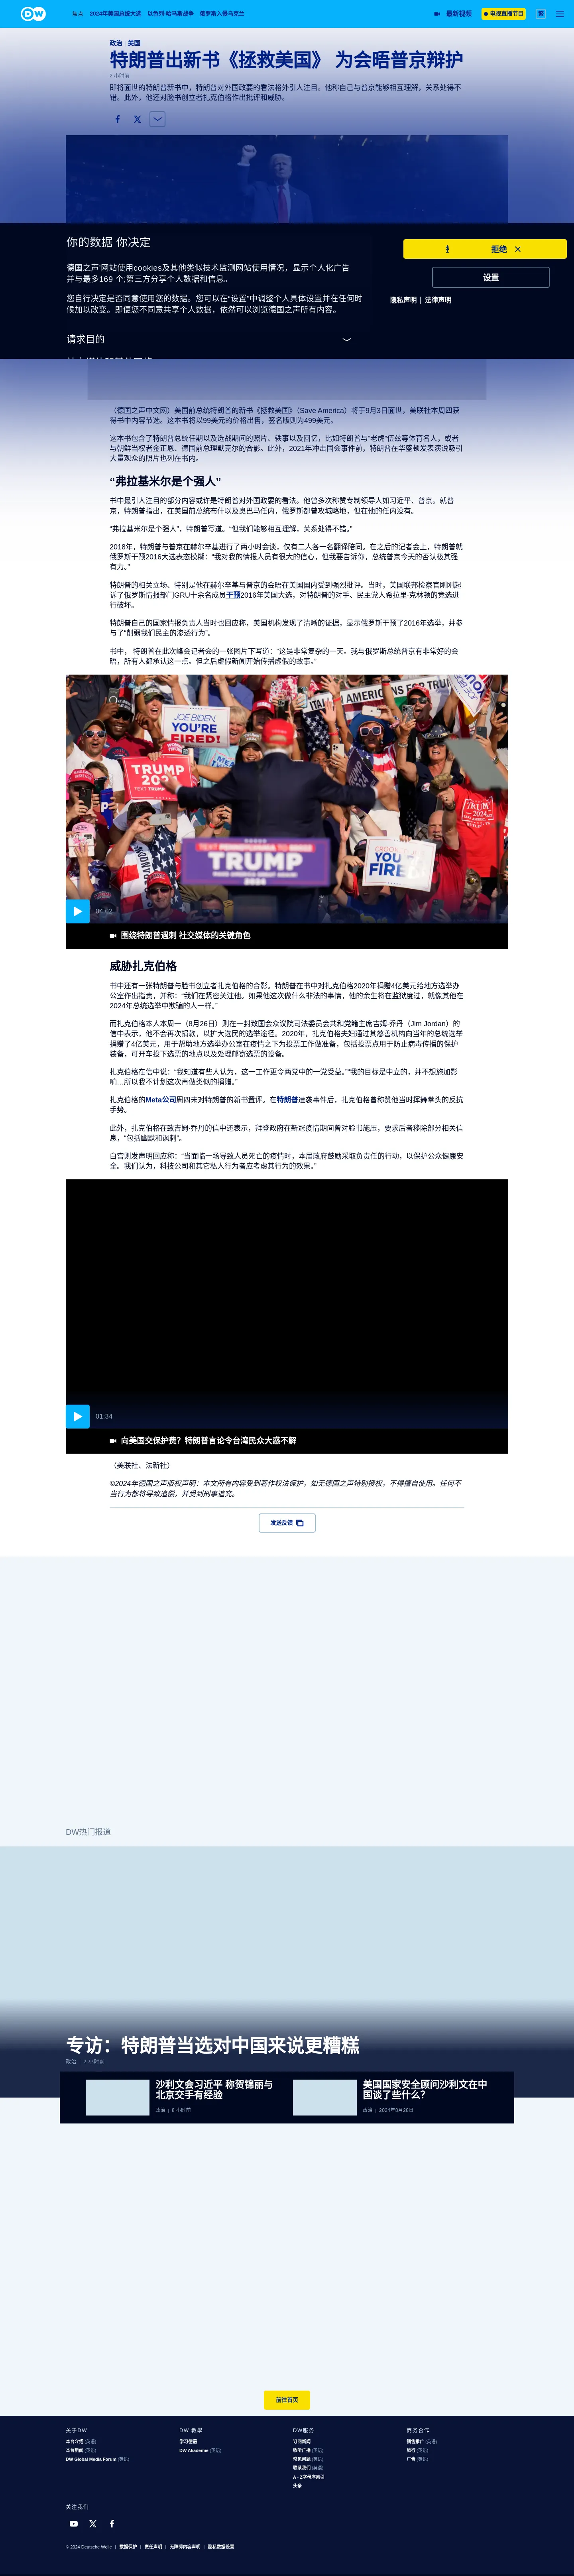 DW
焦点 2024年美国总统大选 以色列-哈马斯战争 俄罗斯入侵乌克兰
最新视频 电视直播节目 繁
政治 | 美国
特朗普出新书《拯救美国》 为会晤普京辩护
2 小时前
即将面世的特朗普新书中，特朗普对外国政要的看法格外引人注目。他称自己与普京能够相互理解，关系处得不
错。此外，他还对脸书创立者扎克伯格作出批评和威胁。
你的数据 你决定
德国之声'网站使用cookies及其他类似技术监测网站使用情况，显示个人化广告
并与最多169 个;第三方分享个人数据和信息。
您自行决定是否同意使用您的数据。您可以在“设置”中调整个人具体设置并在任何时
候加以改变。即便您不同意共享个人数据，依然可以浏览德国之声所有内容。
请求目的
拒绝
设置
隐私声明 | 法律声明
（德国之声中文网）美国前总统特朗普的新书《拯救美国》（Save America）将于9月3日面世，美联社本周四获
得书中内容节选。这本书将以99美元的价格出售，签名版则为499美元。
这本书包含了特朗普总统任期以及选战期间的照片、轶事以及回忆，比如特朗普与“老虎”伍兹等体育名人，或者
与朝鲜当权者金正恩、德国前总理默克尔的合影。此外，2021年冲击国会事件前，特朗普在华盛顿发表演说吸引
大量观众的照片也列在书内。
“弗拉基米尔是个强人”
书中最引人注目的部分内容或许是特朗普对外国政要的看法。他曾多次称赞专制领导人如习近平、普京。就普
京，特朗普指出，在美国前总统布什以及奥巴马任内，俄罗斯都曾攻城略地，但在他的任内没有。
“弗拉基米尔是个强人”，特朗普写道。“但我们能够相互理解，关系处得不错。”
2018年，特朗普与普京在赫尔辛基进行了两小时会谈，仅有二人各一名翻译陪同。在之后的记者会上，特朗普就
俄罗斯干预2016大选表态模糊：“我对我的情报人员有很大的信心，但我要告诉你，总统普京今天的否认极其强
有力。”
特朗普的相关立场、特别是他在赫尔辛基与普京的会晤在美国国内受到强烈批评。当时，美国联邦检察官刚刚起
诉了俄罗斯情报部门GRU十余名成员干预2016年美国大选，对特朗普的对手、民主党人希拉里·克林顿的竞选进
行破坏。
特朗普自己的国家情报负责人当时也回应称，美国机构发现了清晰的证据，显示俄罗斯干预了2016年选举，并参
与了“削弱我们民主的渗透行为”。
书中， 特朗普在此次峰会记者会的一张图片下写道：“这是非常复杂的一天。我与俄罗斯总统普京有非常好的会
晤，所有人都承认这一点。但之后虚假新闻开始传播虚假的故事。”
JOE BIDEN,
YOU'RE
FIRED!
TRUMP
TEXT TRUMP
TEXT TRUMP
TRUMP
2024
YOU'RE
FIRED
TRUMP
2024
04:02
围绕特朗普遇刺 社交媒体的关键角色
威胁扎克伯格
书中还有一张特朗普与脸书创立者扎克伯格的合影。特朗普在书中对扎克伯格2020年捐赠4亿美元给地方选举办
公室作出指责，并称：“我们在紧密关注他。如果他这次做什么非法的事情，他的余生将在监狱度过，就像其他在
2024年总统选举中欺骗的人一样。”
而扎克伯格本人本周一（8月26日）则在一封致国会众议院司法委员会共和党籍主席吉姆·乔丹（Jim Jordan）的
信中表示，他不会再次捐款，以扩大选民的选举途径。2020年，扎克伯格夫妇通过其慈善机构为当年的总统选举
捐赠了4亿美元，用于帮助地方选举办公室在疫情之下为投票工作做准备，包括投票点用于防止病毒传播的保护
装备，可开车投下选票的地点以及处理邮寄选票的设备。
扎克伯格在信中说：“我知道有些人认为，这一工作更令两党中的一党受益。”“我的目标是中立的，并不想施加影
响…所以我不计划这次再做类似的捐赠。”
扎克伯格的Meta公司周四未对特朗普的新书置评。在特朗普遭袭事件后，扎克伯格曾称赞他当时挥舞拳头的反抗
手势。
此外，扎克伯格在致吉姆·乔丹的信中还表示，拜登政府在新冠疫情期间曾对脸书施压，要求后者移除部分相关信
息，“包括幽默和讽刺”。
白宫则发声明回应称：“当面临一场导致人员死亡的疫情时，本届政府鼓励采取负责任的行动，以保护公众健康安
全。我们认为，科技公司和其它私人行为者应考虑其行为的效果。”
01:34
向美国交保护费？特朗普言论令台湾民众大惑不解
（美联社、法新社）
©2024年德国之声版权声明：本文所有内容受到著作权法保护，如无德国之声特别授权，不得擅自使用。任何不
当行为都将导致追偿，并受到刑事追究。
发送反馈
DW热门报道
专访：特朗普当选对中国来说更糟糕
政治 | 2 小时前
沙利文会习近平 称贺锦丽与
北京交手有经验
政治 | 8 小时前
美国国家安全顾问沙利文在中
国谈了些什么？
政治 | 2024年8月28日
前往首页
关于DW
本台介绍 (英语)
本台新闻 (英语)
DW Global Media Forum (英语)
DW 教學
学习德语
DW Akademie (英语)
DW服务
订阅新闻
收听广播 (英语)
常见问题 (英语)
联系我们 (英语)
A - Z字母序索引
头条
商务合作
销售推广 (英语)
旅行 (英语)
广告 (英语)
关注我们
© 2024 Deutsche Welle | 数据保护 | 责任声明 | 无障碍内容声明 | 隐私数据设置